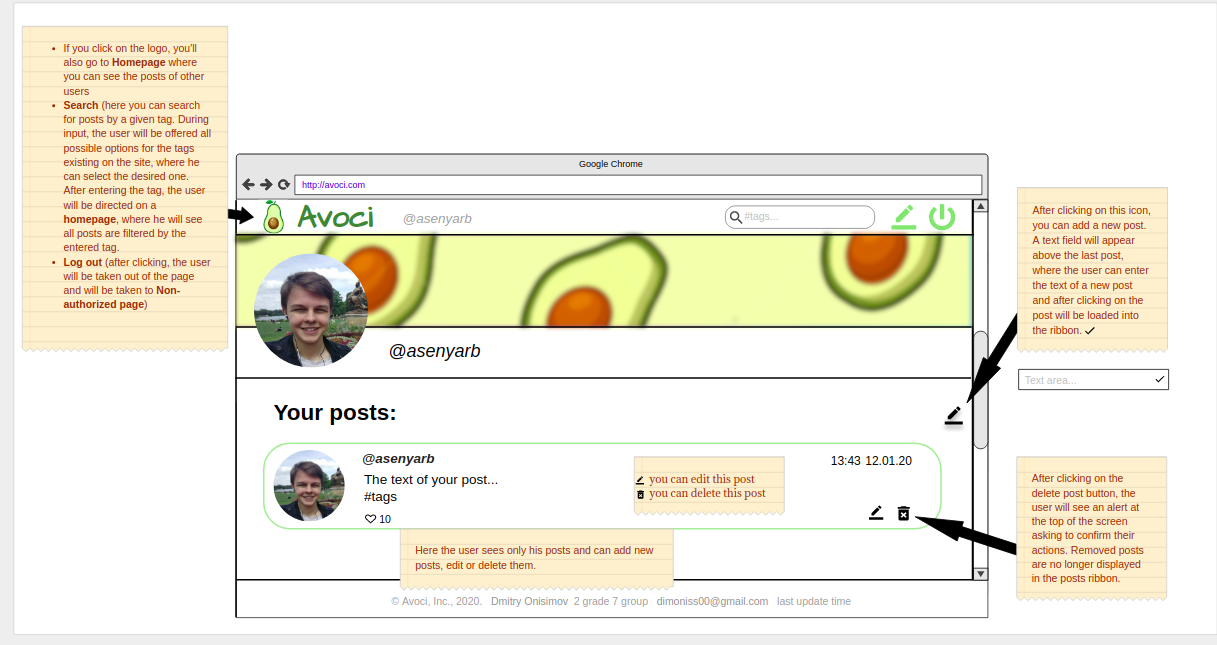 If you click on the logo, you'll
also go to Homepage where
you can see the posts of other
users
Search (here you can search
for posts by a given tag. During
input, the user will be offered all
possible options for the tags
existing on the site, where he
can select the desired one.
After entering the tag, the user
will be directed on a
homepage, where he will see
all posts are filtered by the
entered tag.
Log out (after clicking, the user
will be taken out of the page
and will be taken to Non-
authorized page)
Google Chrome
http://avoci.com
Avoci
@asenyarb
#tags...
@asenyarb
Your posts:
@asenyarb
The text of your post...
#tags
10
you can edit this post
you can delete this post
13:43 12.01.20
Here the user sees only his posts and can add new
posts, edit or delete them.
© Avoci, Inc., 2020. Dmitry Onisimov 2 grade 7 group dimoniss00@gmail.com last update time
After clicking on this icon,
you can add a new post.
A text field will appear
above the last post,
where the user can enter
the text of a new post
and after clicking on the
post will be loaded into
the ribbon.
Text area...
After clicking on the
delete post button, the
user will see an alert at
the top of the screen
asking to confirm their
actions. Removed posts
are no longer displayed
in the posts ribbon.